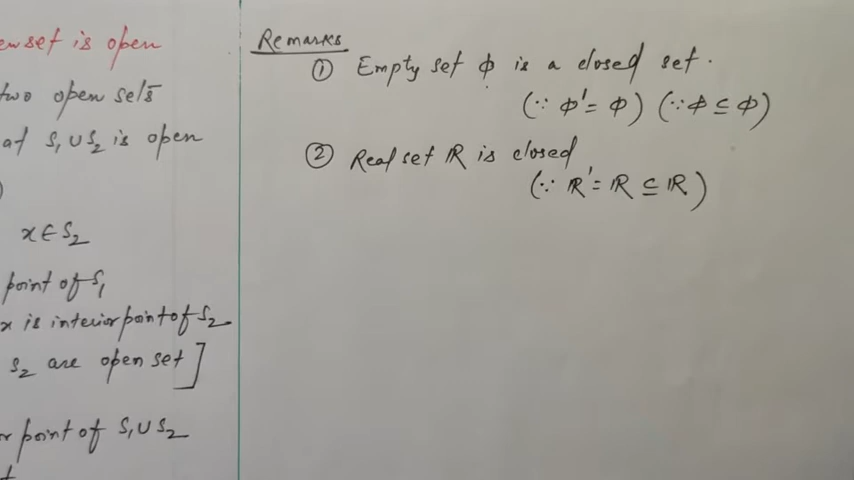 set is open
two open sets
S₁ ∪ S₂ is open
x ∈ S₂
point of S₁
x is interior point of S₂
S₂ are open set]
point of S₁ ∪ S₂
Remarks
① Empty set ϕ is a closed set.
(∵ ϕ' = ϕ) (∵ ϕ ⊆ ϕ)
② Real set ℝ is closed
(∵ ℝ' = ℝ ⊆ ℝ)